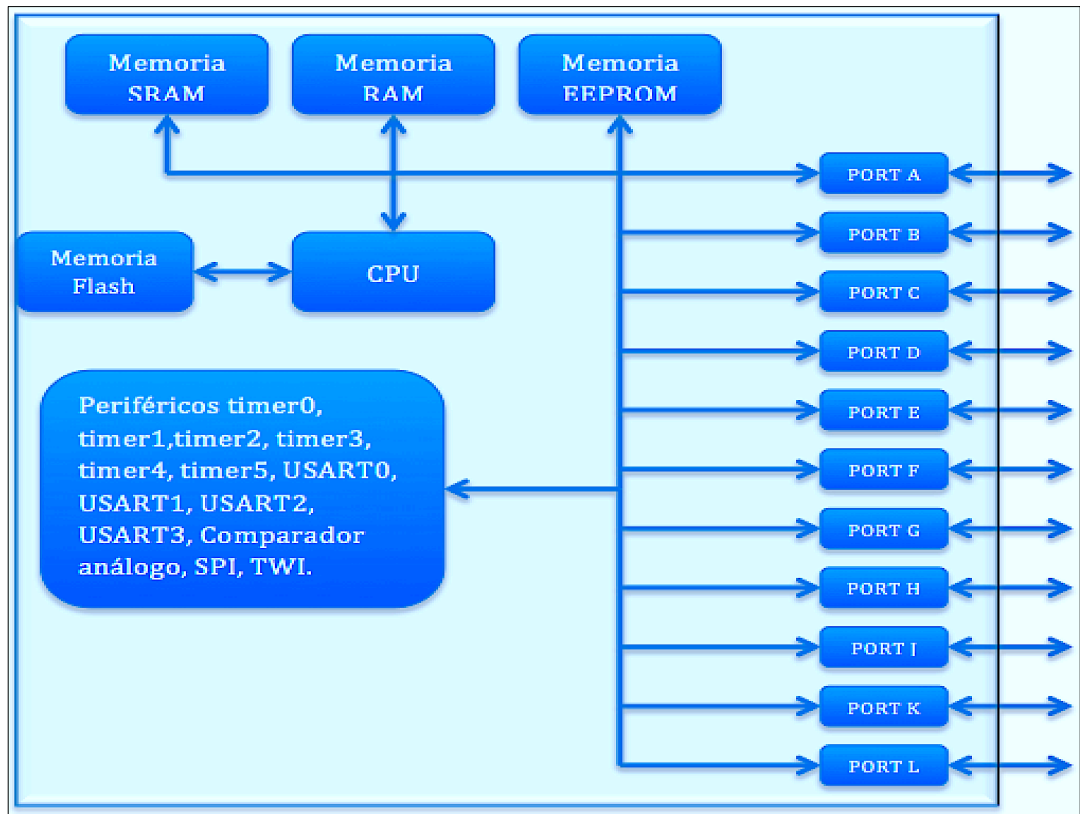 Memoria
SRAM
Memoria
RAM
Memoria
EEPROM
PORT A
PORT B
Memoria
Flash
CPU
PORT C
PORT D
Periféricos timer0,
timer1,timer2, timer3,
timer4, timer5, USART0,
USART1, USART2,
USART3, Comparador
análogo, SPI, TWI.
PORT E
PORT F
PORT G
PORT H
PORT J
PORT K
PORT L